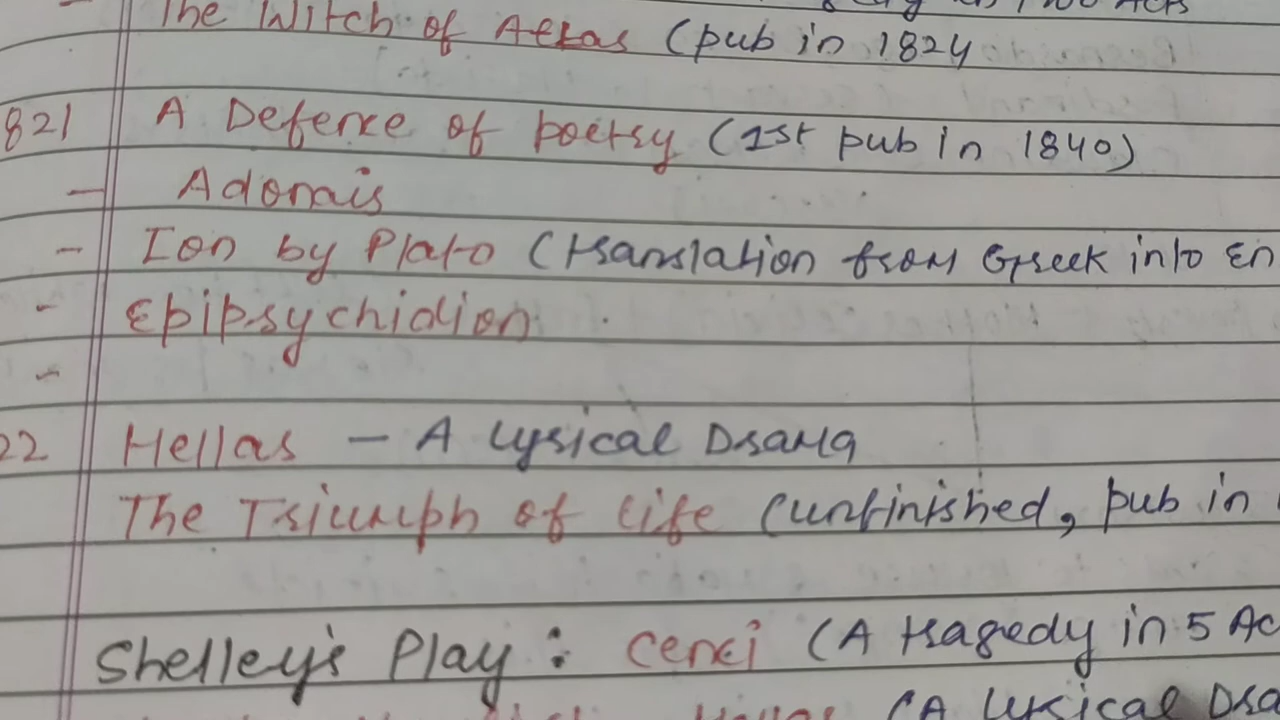 The Witch of Atlas (pub in 1824
821 A Defence of poetry (1st pub in 1840)
- Adonais
- Ion by Plato (translation from Greek into En
- Epipsychidion
-
22 Hellas - A Lyrical Drama
The Triumph of Life (unfinished, pub in
Shelley's Play : Cenci (A tragedy in 5 Ac
(A Lyrical Dra